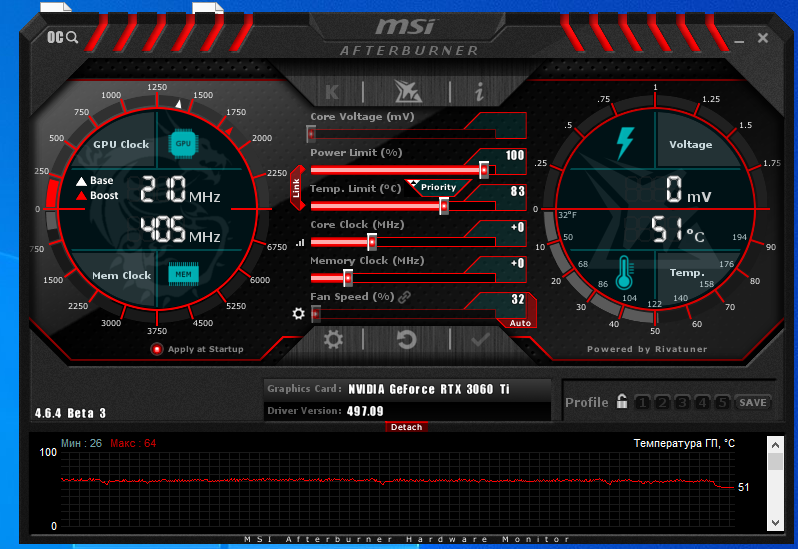 OC
msi
AFTERBURNER
K
i
GPU Clock
GPU
Base
Boost
210 MHz
405 MHz
Mem Clock
MEM
0
250
500
750
1000
1250
1500
1750
2000
2250
750
1500
2250
3000
3750
4500
5250
6000
6750
Apply at Startup
Core Voltage (mV)
Power Limit (%)
100
Link
Temp. Limit (ºC)
Priority
83
Core Clock (MHz)
+0
Memory Clock (MHz)
+0
Fan Speed (%)
32
Auto
Voltage
0 mV
51 ºC
Temp.
0
.25
.5
.75
1
1.25
1.5
1.75
2
10
20
30
40
50
60
70
80
90
32°F
50
68
86
104
122
140
158
176
194
Powered by Rivatuner
Graphics Card: NVIDIA GeForce RTX 3060 Ti
Driver Version: 497.09
4.6.4 Beta 3
Profile
1 2 3 4 5 SAVE
Detach
Мин : 26 Макс : 64
Температура ГП, °C
100
51
0
MSI Afterburner Hardware Monitor